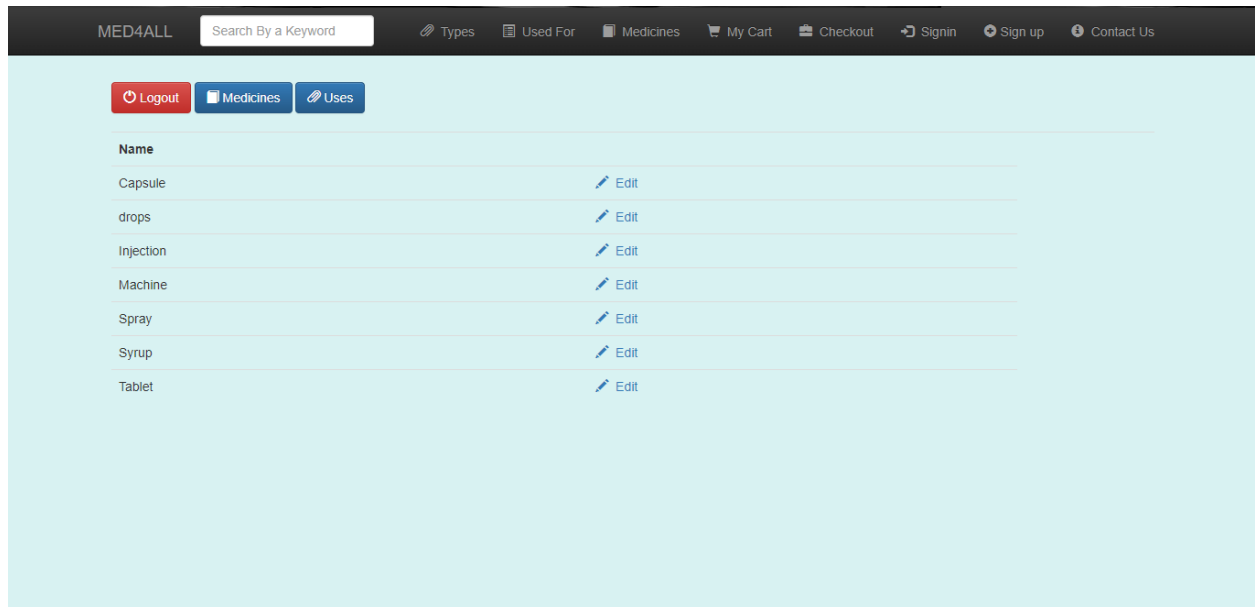 MED4ALL Search By a Keyword Types Used For Medicines My Cart Checkout Signin Sign up Contact Us
Logout Medicines Uses
Name
Capsule Edit
drops Edit
Injection Edit
Machine Edit
Spray Edit
Syrup Edit
Tablet Edit